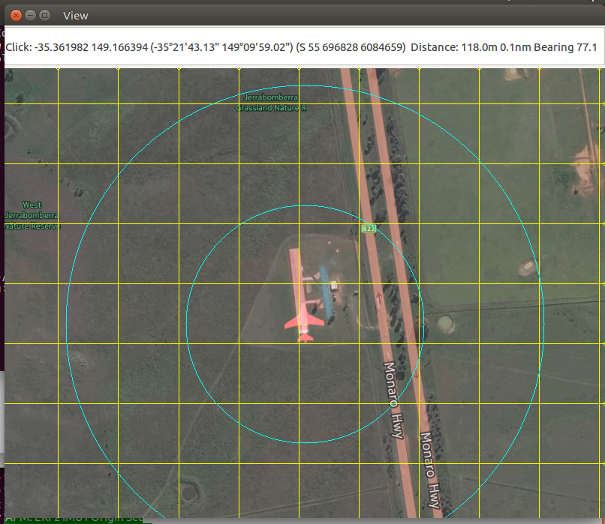 View
Click: -35.361982 149.166394 (-35°21'43.13" 149°09'59.02") (S 55 696828 6084659) Distance: 118.0m 0.1nm Bearing 77.1
Jerrabomberra
Grassland Nature R
West
Jerrabomberra
Nature Reserve
B23
Monaro Hwy
Monaro Hwy